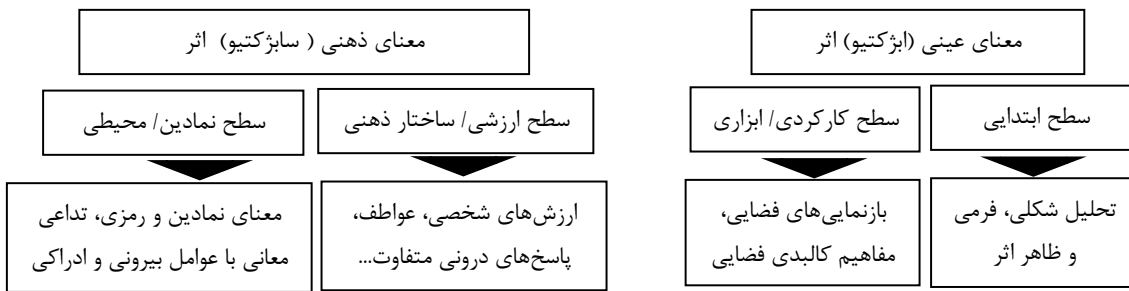 معنای عینی (ابژکتیو) اثر
معنای ذهنی ( سابژکتیو) اثر
سطح ابتدایی
سطح کارکردی/ ابزاری
سطح ارزشی/ ساختار ذهنی
سطح نمادین/ محیطی
تحلیل شکلی، فرمی
و ظاهر اثر
بازنمایی‌های فضایی،
مفاهیم کالبدی فضایی
ارزش‌های شخصی، عواطف،
پاسخ‌های درونی متفاوت...
معنای نمادین و رمزی، تداعی
معانی با عوامل بیرونی و ادراکی